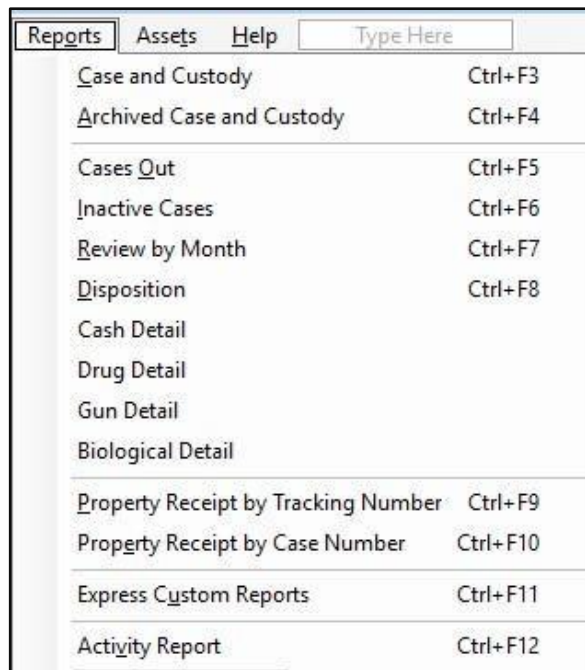 Reports Assets Help Type Here
Case and Custody Ctrl+F3
Archived Case and Custody Ctrl+F4
Cases Out Ctrl+F5
Inactive Cases Ctrl+F6
Review by Month Ctrl+F7
Disposition Ctrl+F8
Cash Detail
Drug Detail
Gun Detail
Biological Detail
Property Receipt by Tracking Number Ctrl+F9
Property Receipt by Case Number Ctrl+F10
Express Custom Reports Ctrl+F11
Activity Report Ctrl+F12